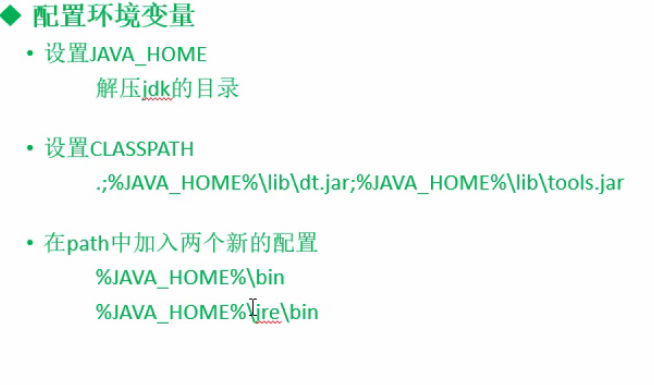 ◆ 配置环境变量
• 设置JAVA_HOME
解压jdk的目录
• 设置CLASSPATH
.;%JAVA_HOME%\lib\dt.jar;%JAVA_HOME%\lib\tools.jar
• 在path中加入两个新的配置
%JAVA_HOME%\bin
%JAVA_HOME%\jre\bin